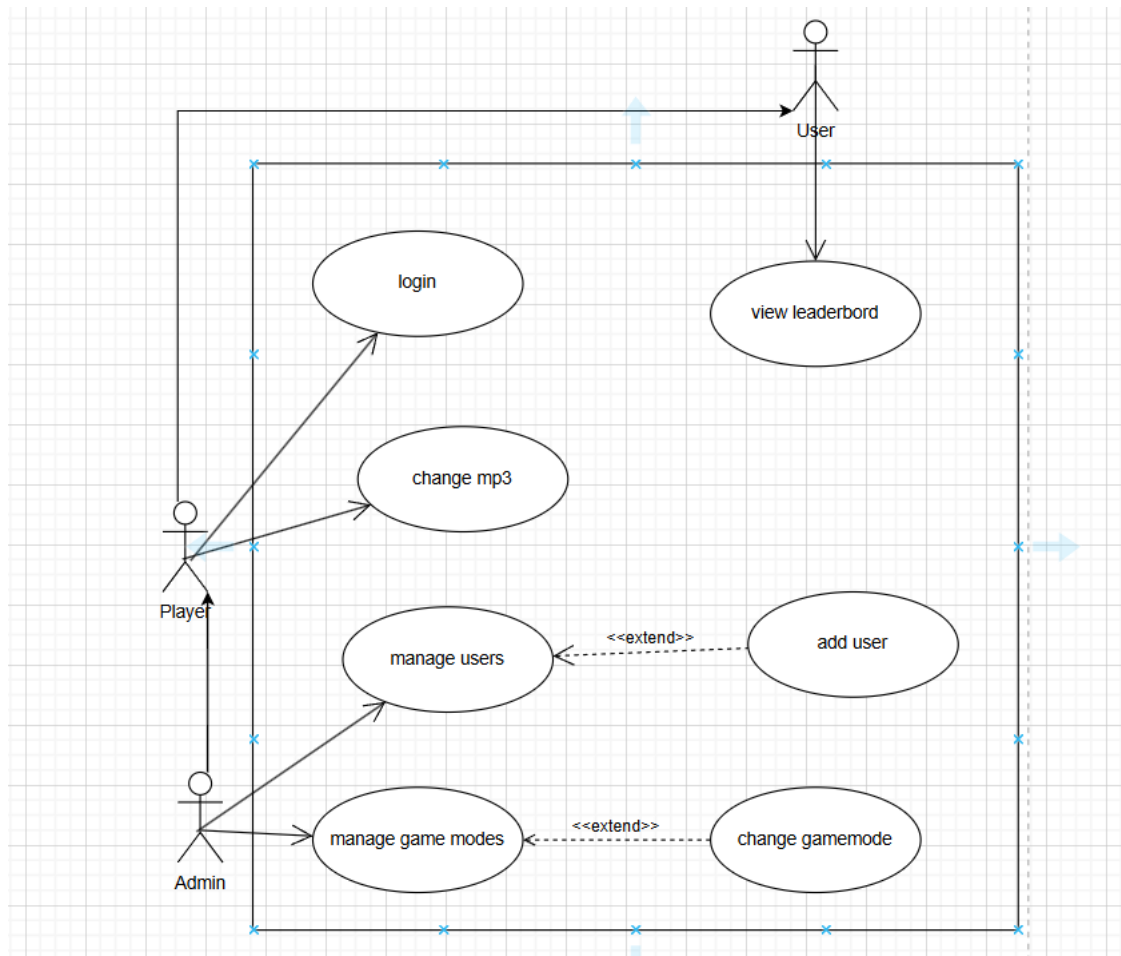 User
login
view leaderbord
change mp3
Player
manage users
<<extend>>
add user
manage game modes
<<extend>>
change gamemode
Admin